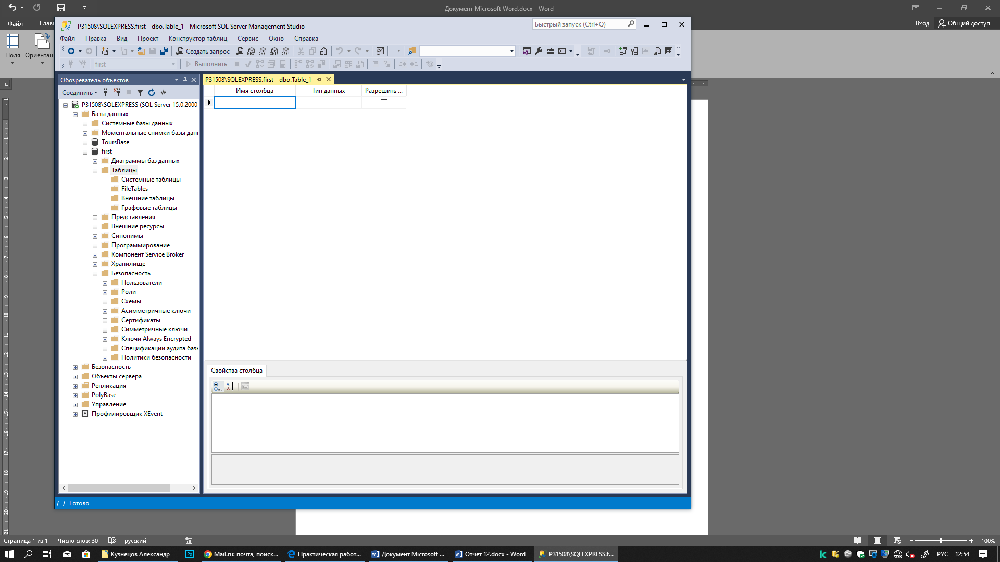 Документ Microsoft Word.docx - Word
Файл
Глав
Вход
Общий доступ
Поля
Ориентац
P31508\SQLEXPRESS.first - dbo.Table_1 - Microsoft SQL Server Management Studio
Быстрый запуск (Ctrl+Q)
Файл Правка Вид Проект Конструктор таблиц Сервис Окно Справка
Создать запрос
MDX DMX XMLA DAX
first
Выполнить
Обозреватель объектов
P31508\SQLEXPRESS.first - dbo.Table_1
Соединить
Имя столбца Тип данных Разрешить ...
P31508\SQLEXPRESS (SQL Server 15.0.2000
Базы данных
Системные базы данных
Моментальные снимки базы данн
ToursBase
first
Диаграммы баз данных
Таблицы
Системные таблицы
FileTables
Внешние таблицы
Графовые таблицы
Представления
Внешние ресурсы
Синонимы
Программирование
Компонент Service Broker
Хранилище
Безопасность
Пользователи
Роли
Схемы
Асимметричные ключи
Сертификаты
Симметричные ключи
Ключи Always Encrypted
Спецификации аудита базы
Политики безопасности
Безопасность
Объекты сервера
Репликация
PolyBase
Управление
Профилировщик XEvent
Свойства столбца
Готово
Страница 1 из 1 Число слов: 30 русский
100%
Кузнецов Александр
Ps
Mail.ru: почта, поиск...
Практическая работ...
Документ Microsoft ...
Отчет 12.docx - Word
P31508\SQLEXPRESS.f...
РУС
12:54